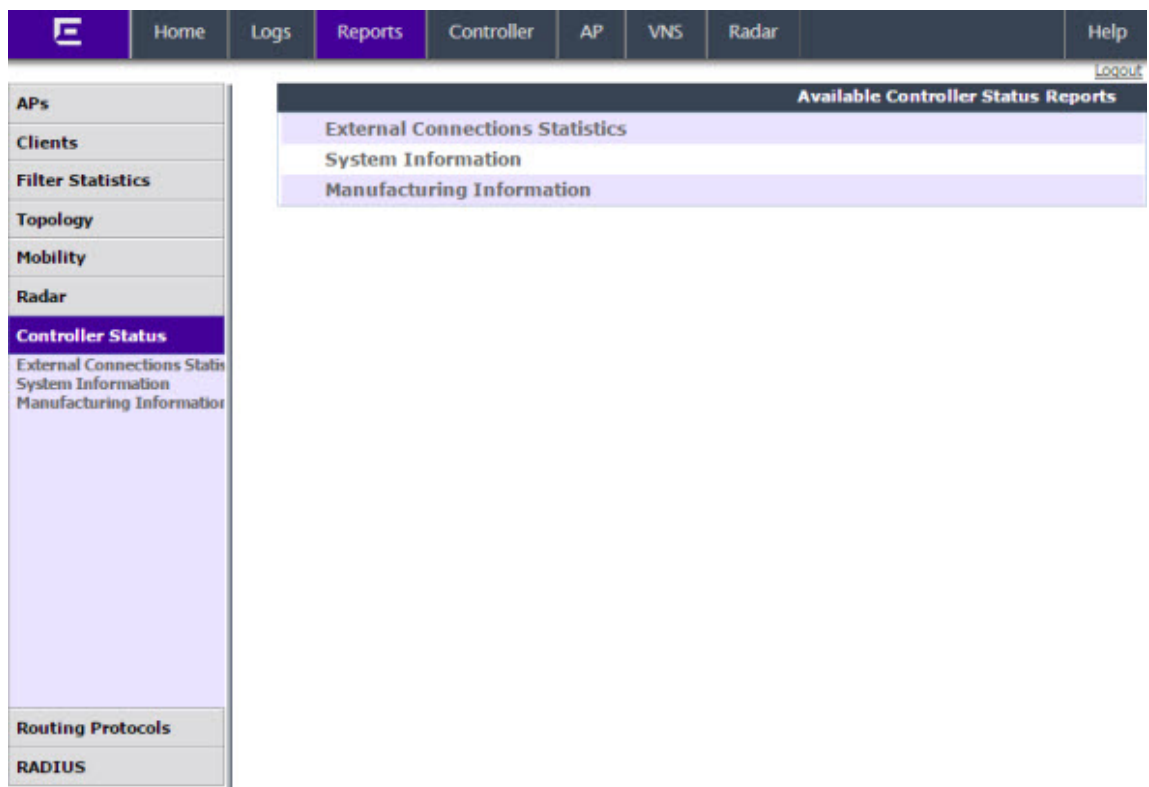 Home Logs Reports Controller AP VNS Radar Help
Logout
APs
Clients
Filter Statistics
Topology
Mobility
Radar
Controller Status
External Connections Statis
System Information
Manufacturing Information
Routing Protocols
RADIUS
Available Controller Status Reports
External Connections Statistics
System Information
Manufacturing Information